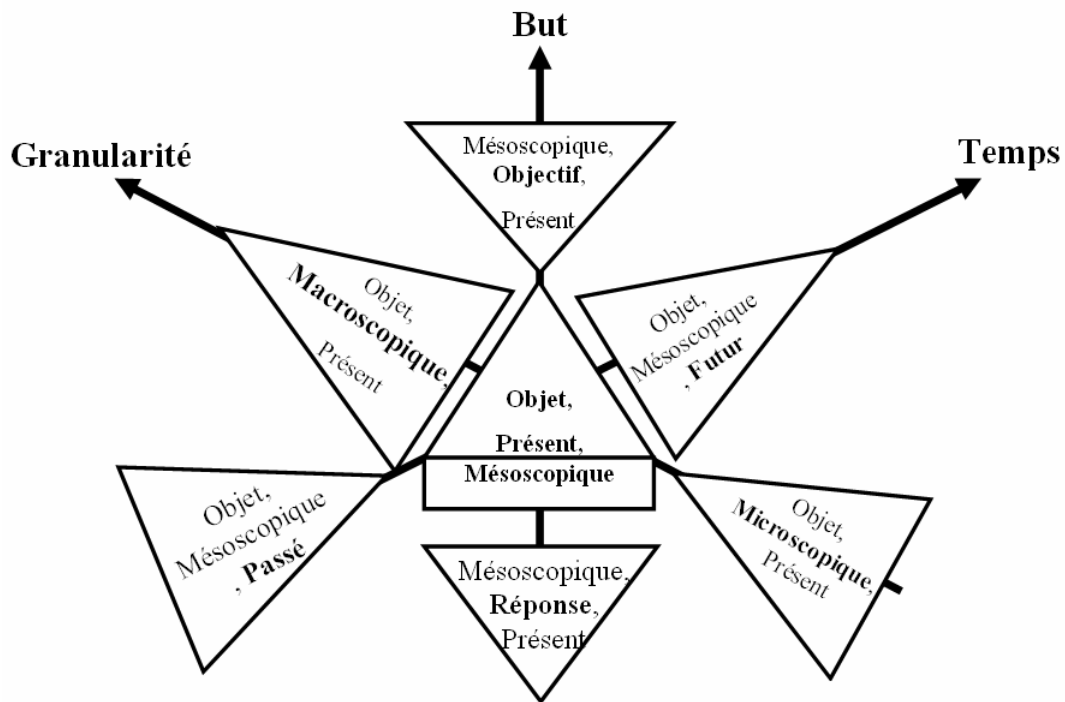 But
Granularité
Temps
Mésoscopique,
Objectif,
Présent
Objet,
Macroscopique,
Présent
Objet,
Mésoscopique
, Futur
Objet,
Présent,
Mésoscopique
Objet,
Mésoscopique
, Passé
Mésoscopique,
Réponse,
Présent
Objet,
Microscopique,
Présent